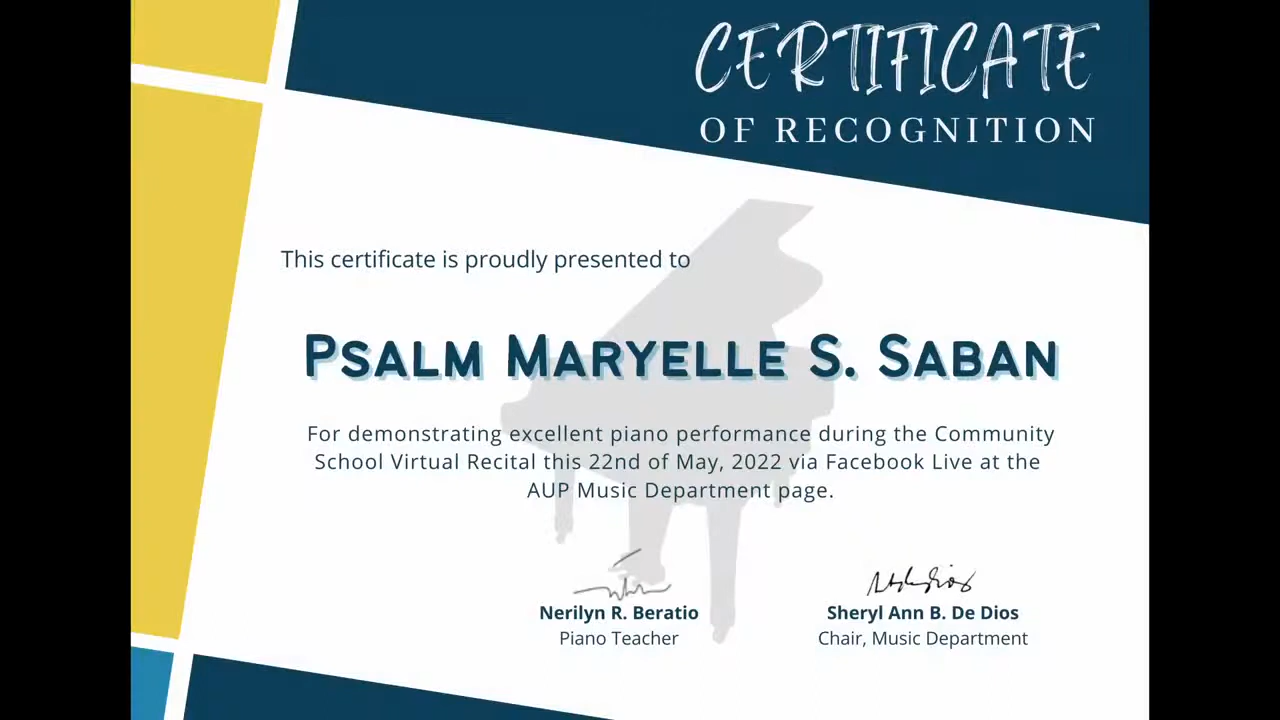 CERTIFICATE
OF RECOGNITION
This certificate is proudly presented to
PSALM MARYELLE S. SABAN
For demonstrating excellent piano performance during the Community
School Virtual Recital this 22nd of May, 2022 via Facebook Live at the
AUP Music Department page.
Nerilyn R. Beratio
Piano Teacher
Sheryl Ann B. De Dios
Chair, Music Department